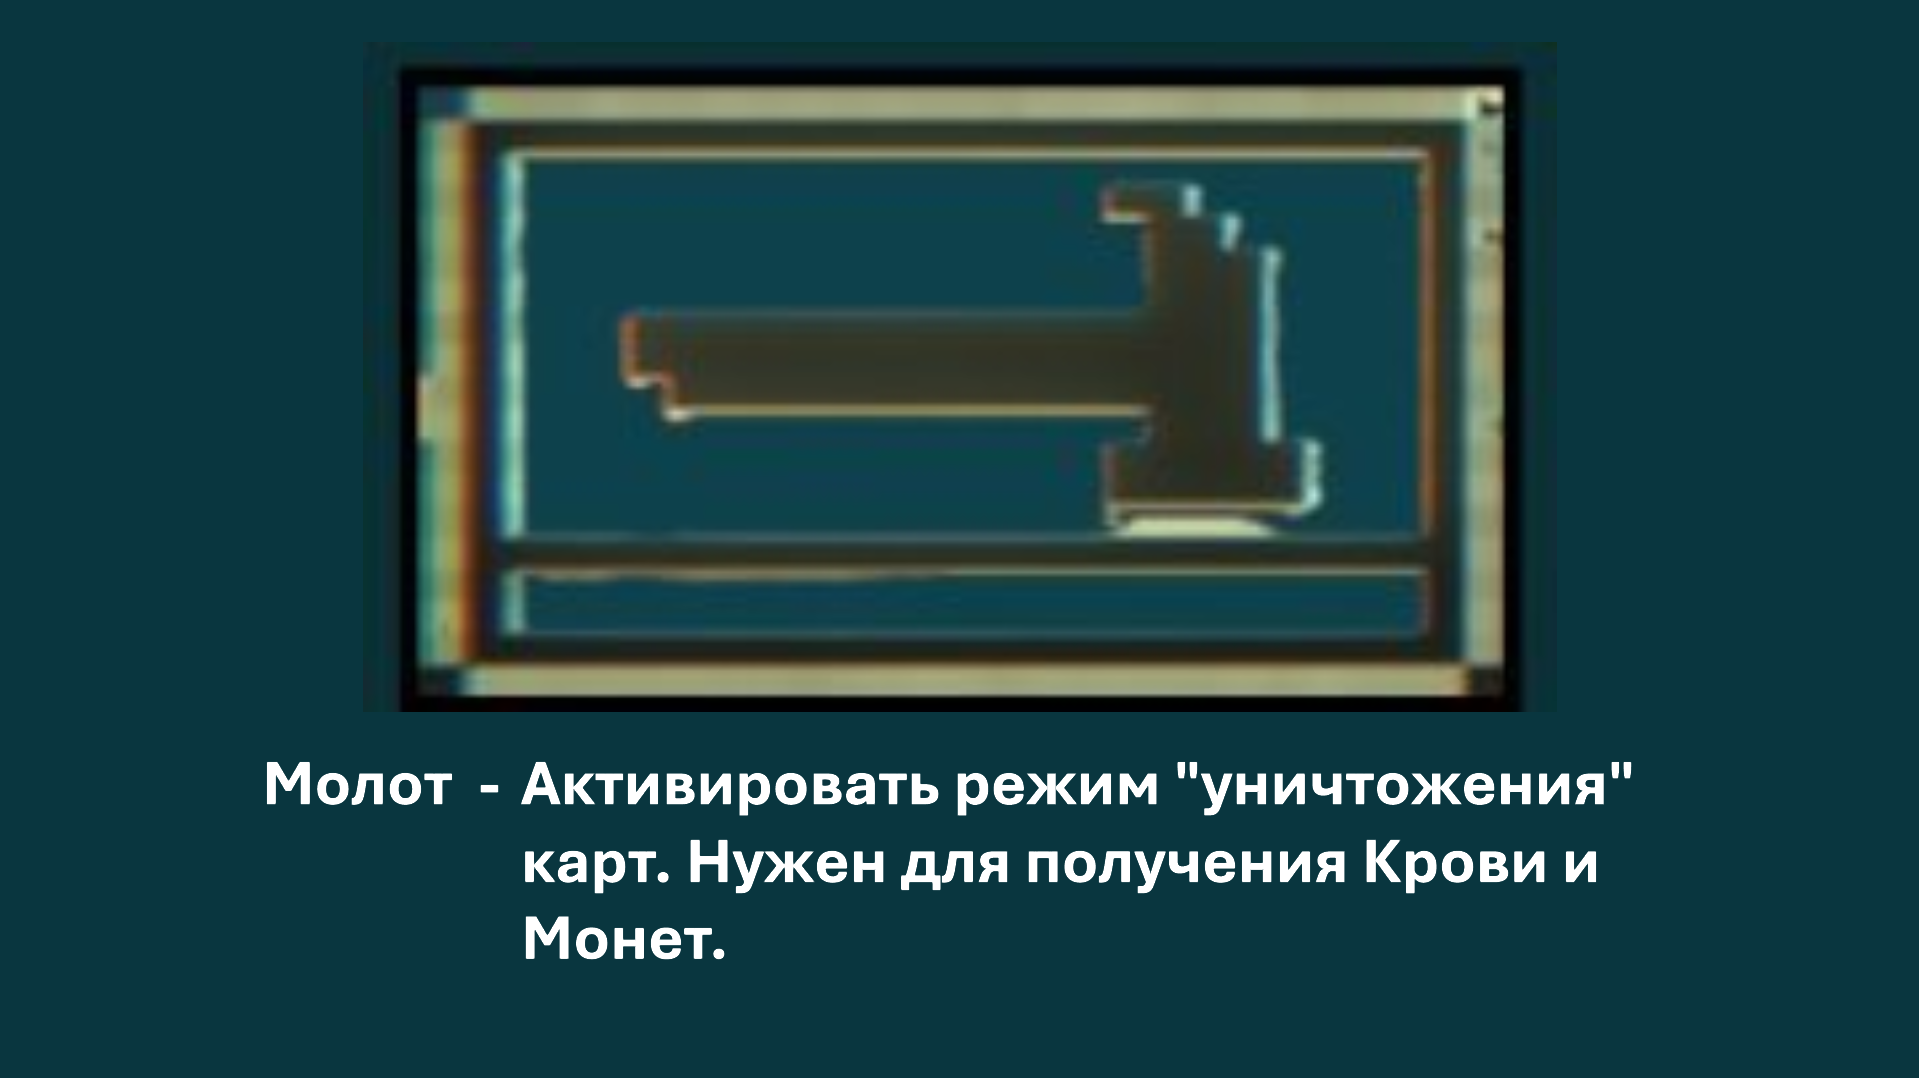 Молот - Активировать режим "уничтожения"
карт. Нужен для получения Крови и
Монет.